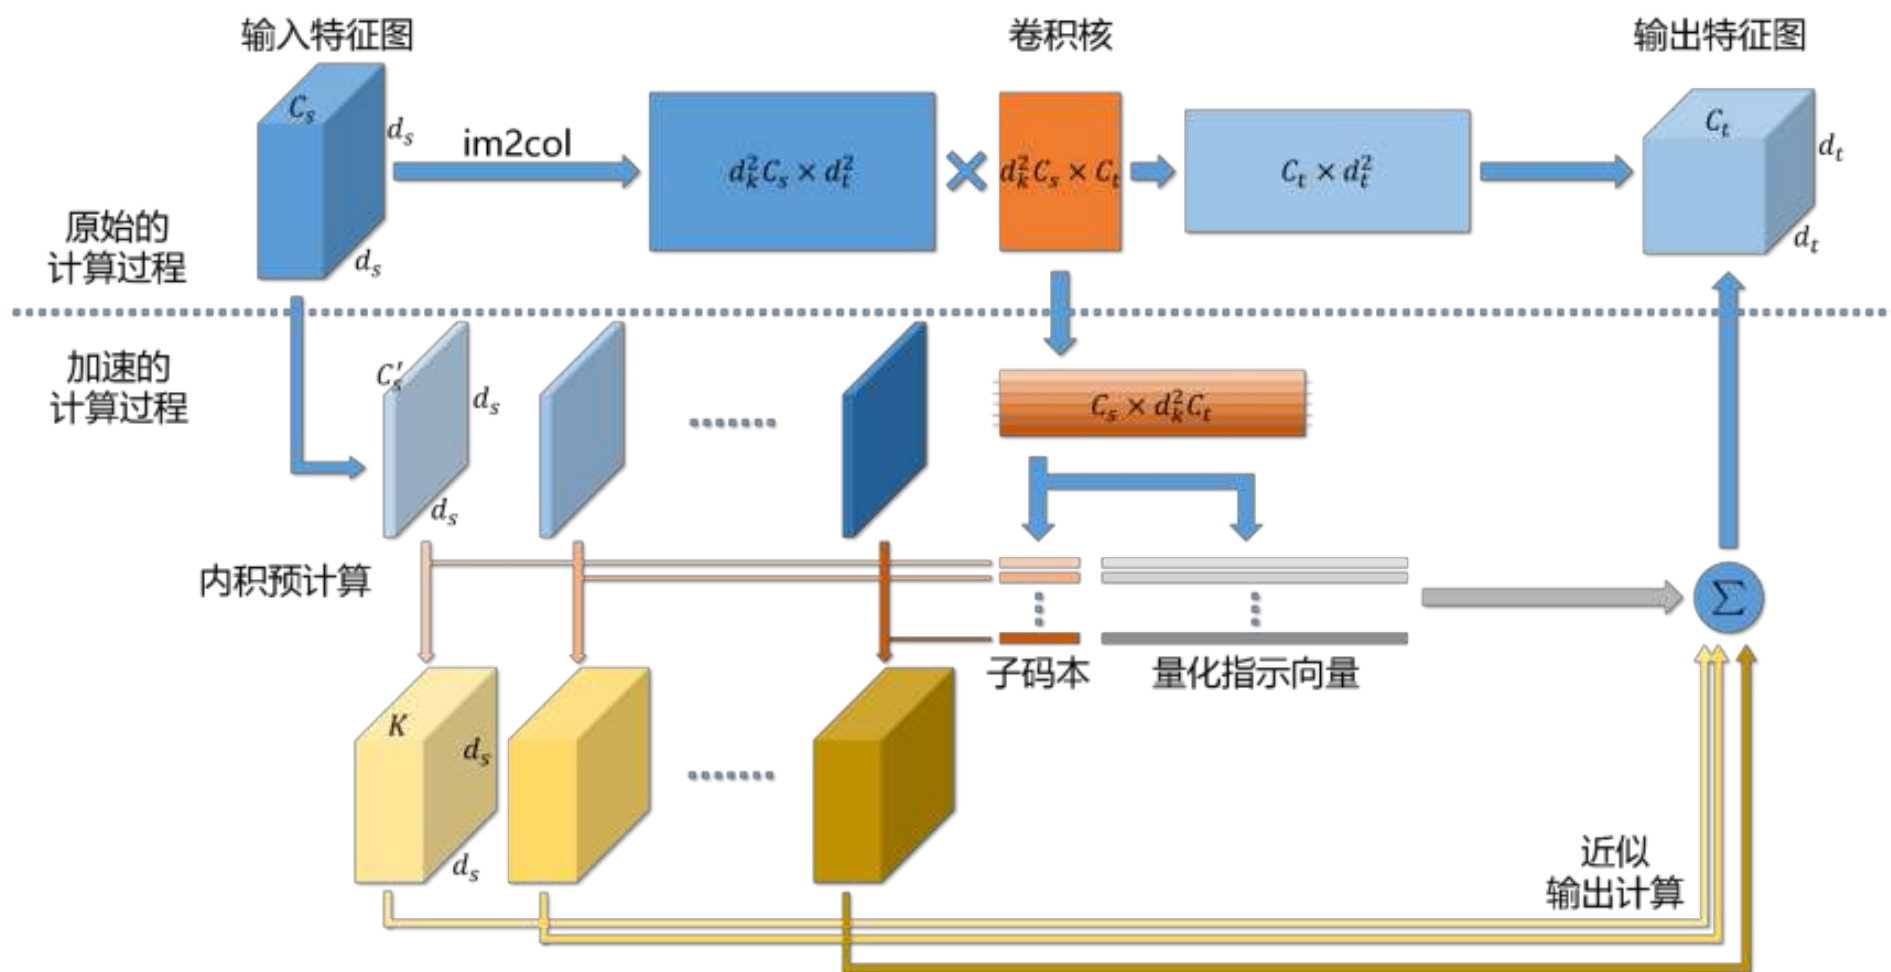 输入特征图
卷积核
输出特征图
C_s
d_s
d_s
im2col
d_k^2 C_s × d_t^2
d_k^2 C_s × C_t
C_t × d_t^2
C_t
d_t
d_t
原始的
计算过程
加速的
计算过程
C_s'
d_s
d_s
C_s × d_k^2 C_t
内积预计算
Σ
子码本
量化指示向量
K
d_s
d_s
近似
输出计算